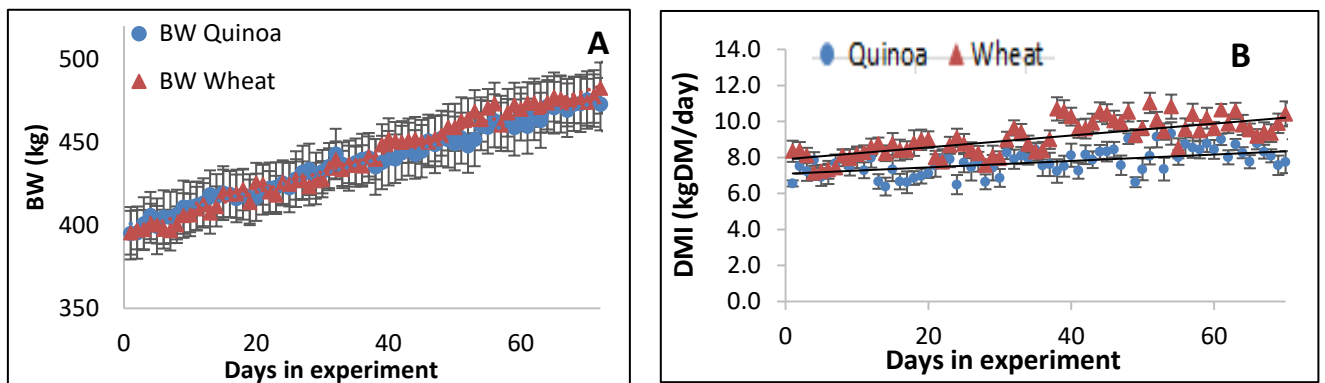 BW Quinoa
BW Wheat
A
500
450
400
350
BW (kg)
0 20 40 60
Days in experiment
Quinoa Wheat
B
14.0
12.0
10.0
8.0
6.0
4.0
2.0
0.0
DMI (kgDM/day)
0 20 40 60
Days in experiment